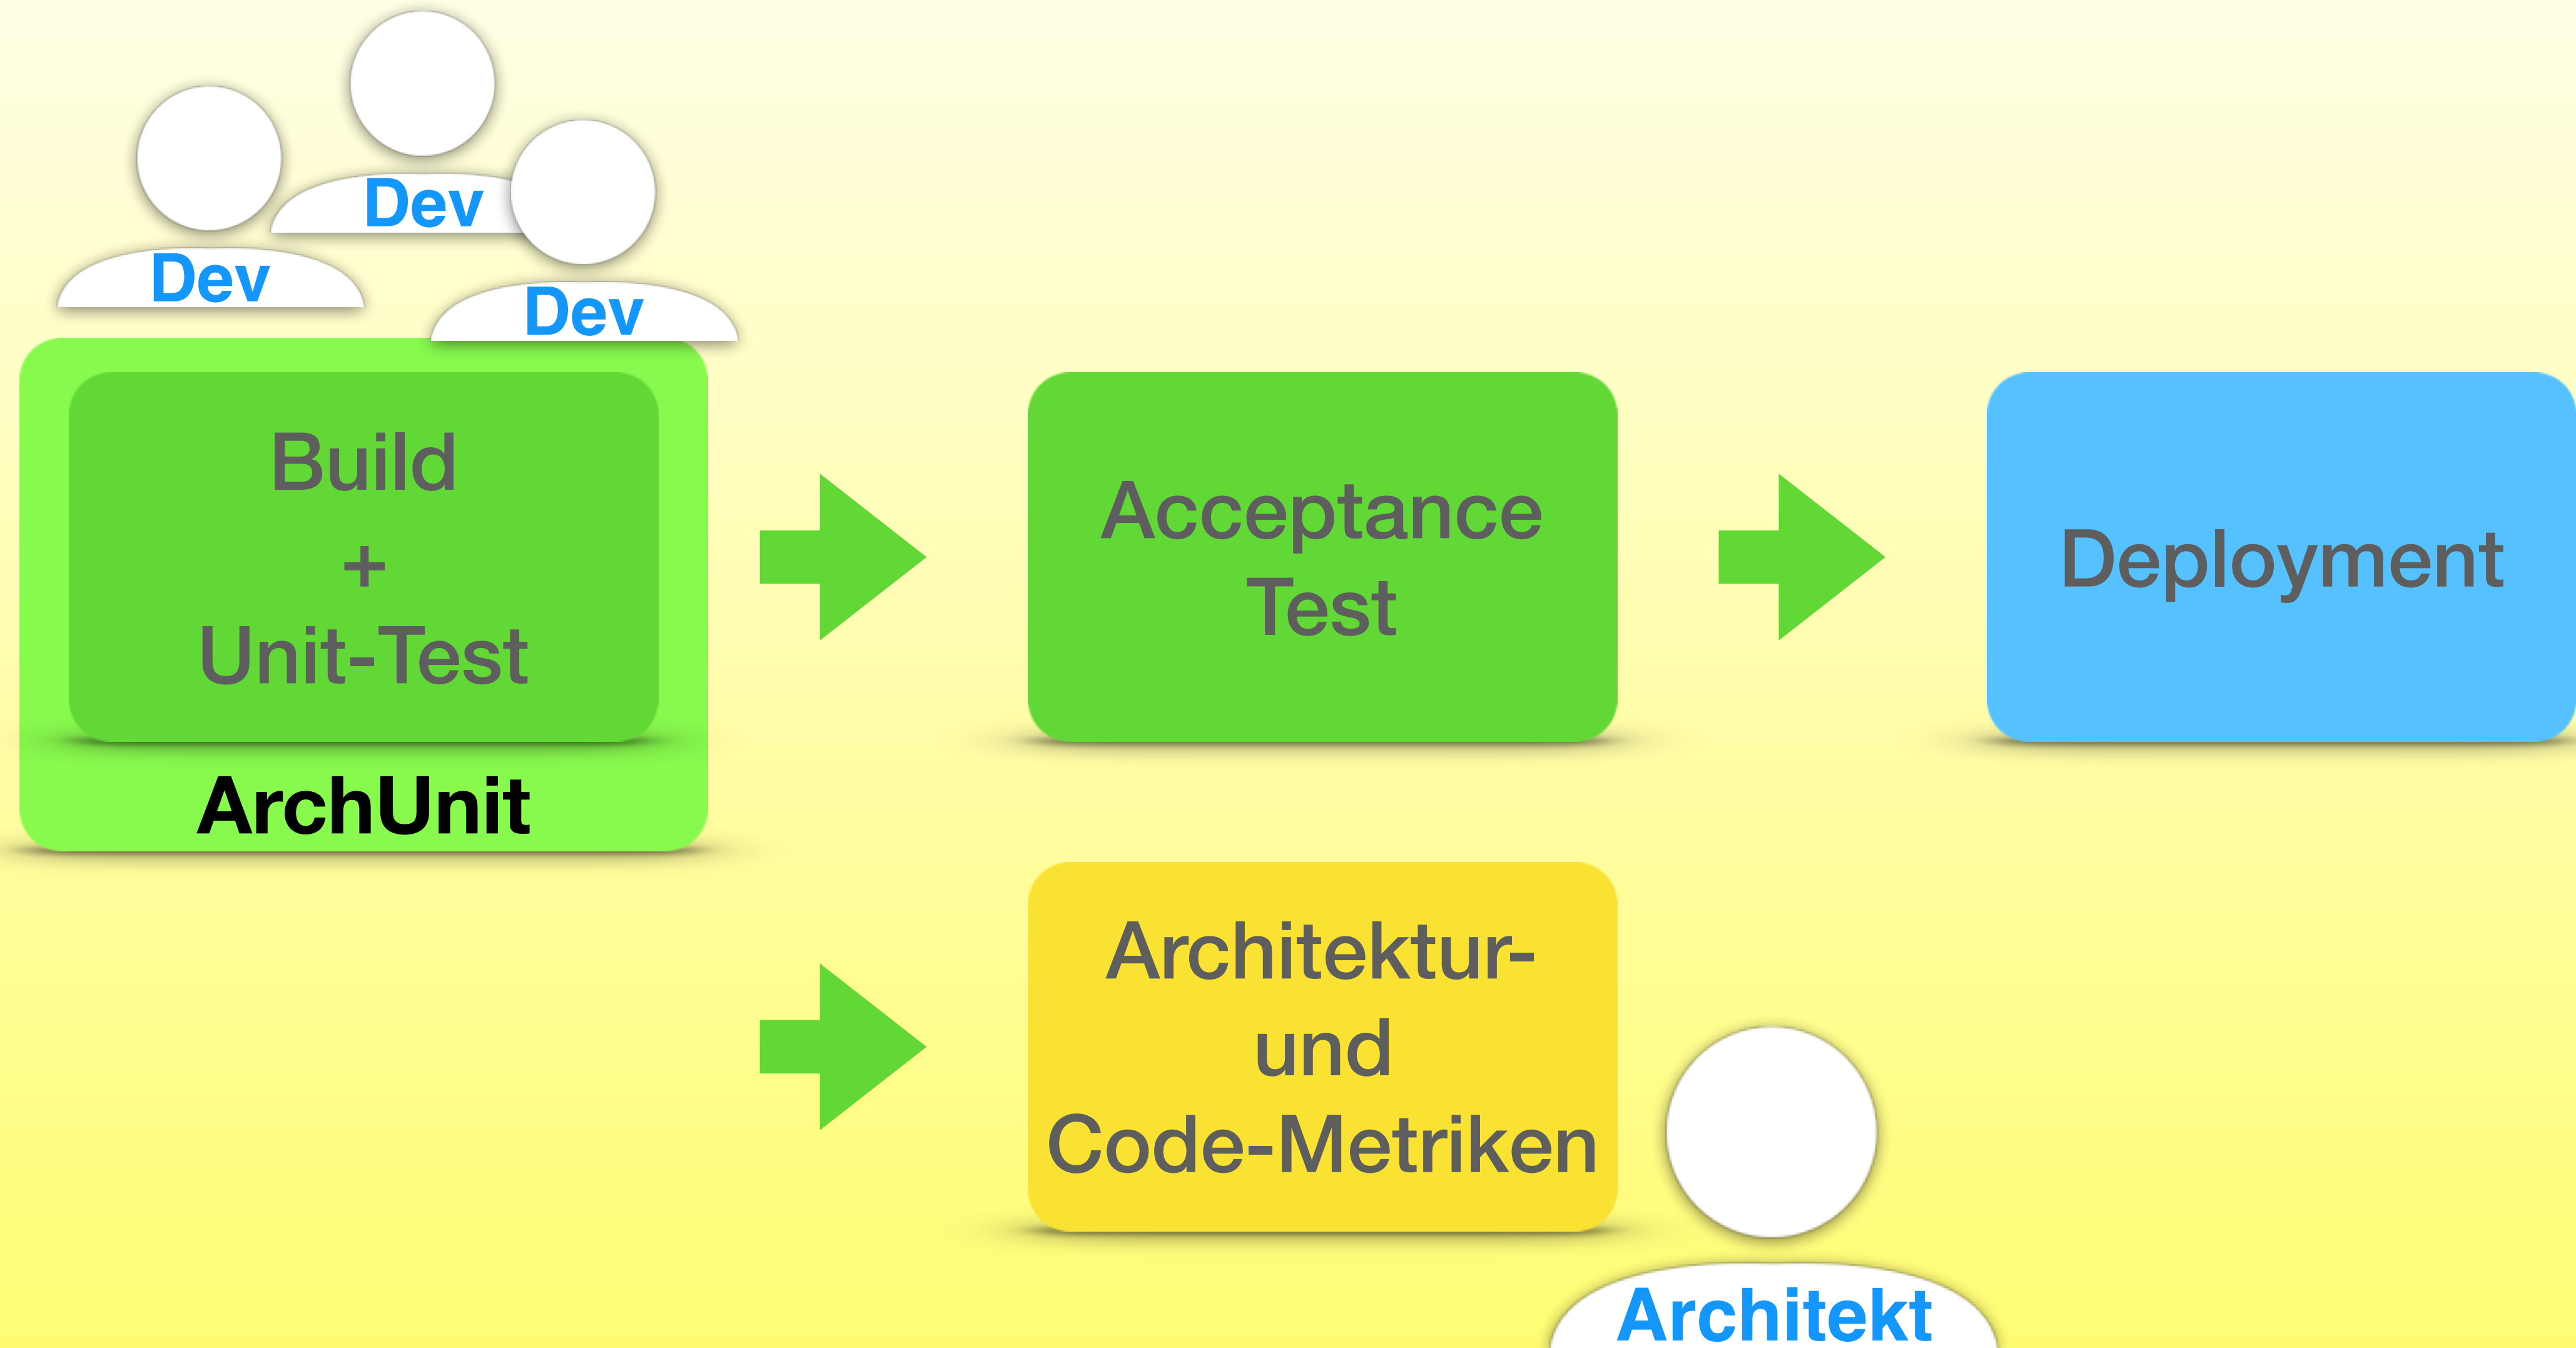 Dev
Dev
Dev
Build
+
Unit-Test
ArchUnit
Acceptance
Test
Deployment
Architektur-
und
Code-Metriken
Architekt